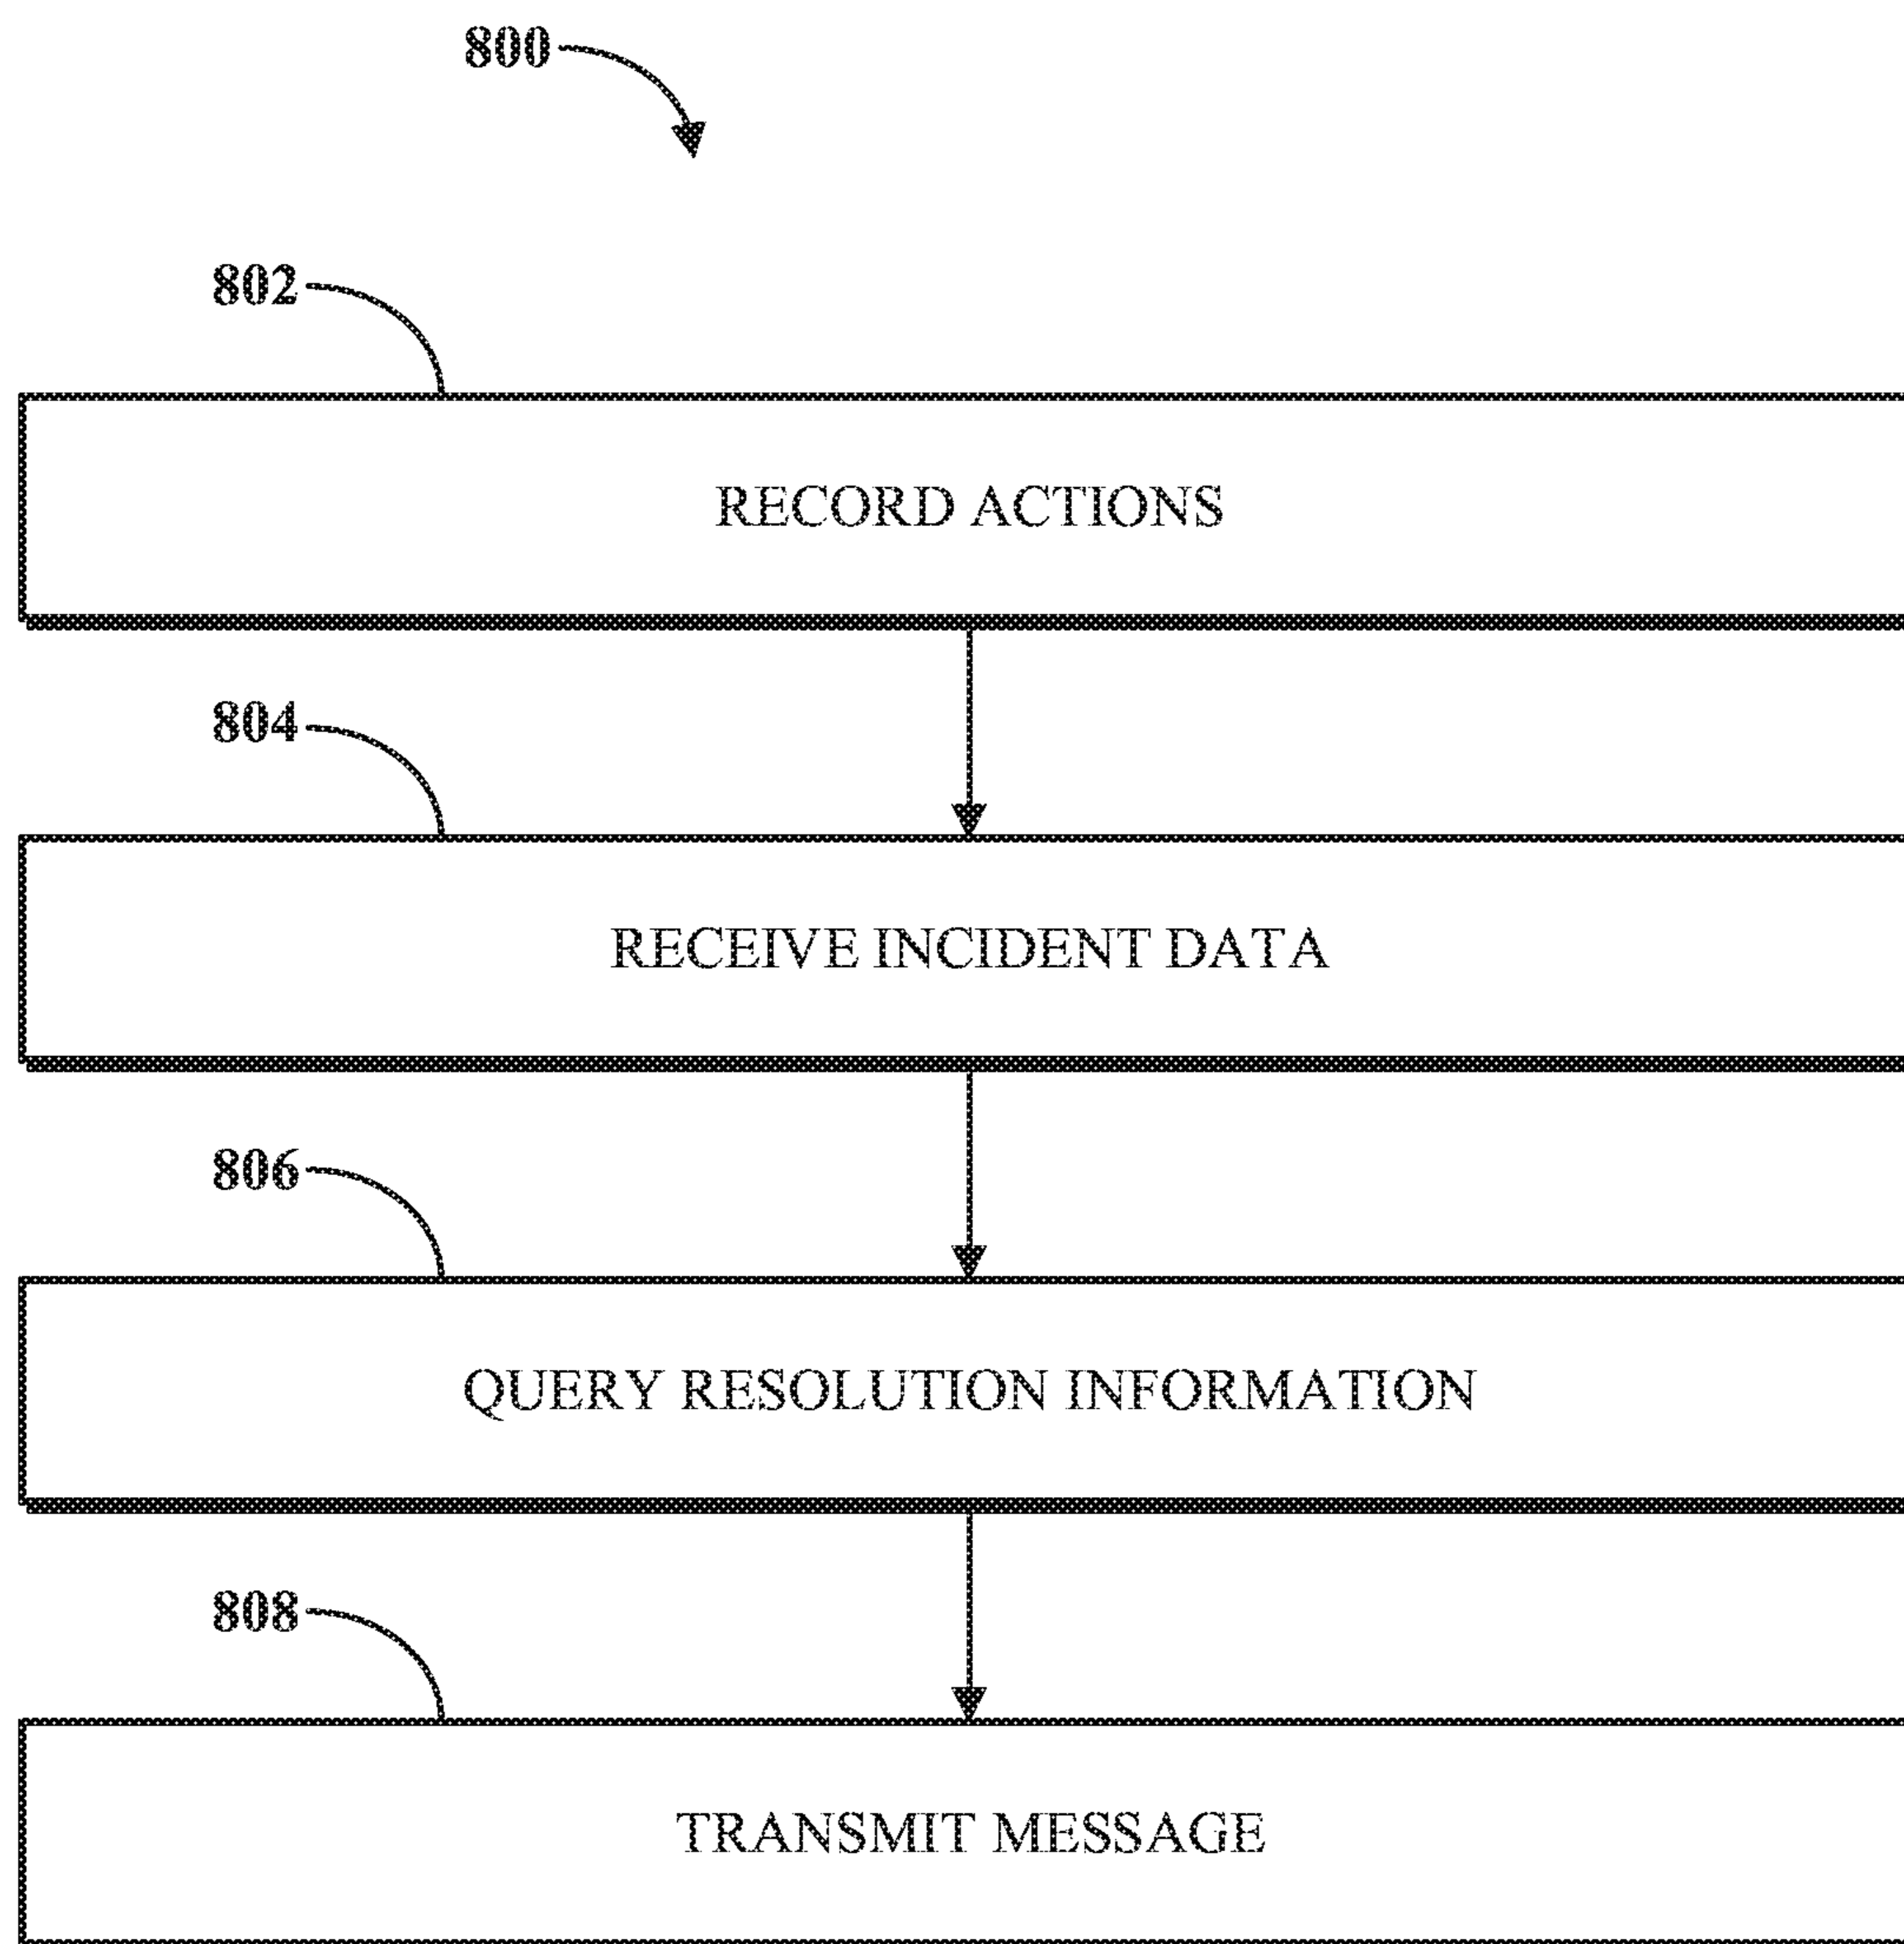 800
802
RECORD ACTIONS
804
RECEIVE INCIDENT DATA
806
QUERY RESOLUTION INFORMATION
808
TRANSMIT MESSAGE